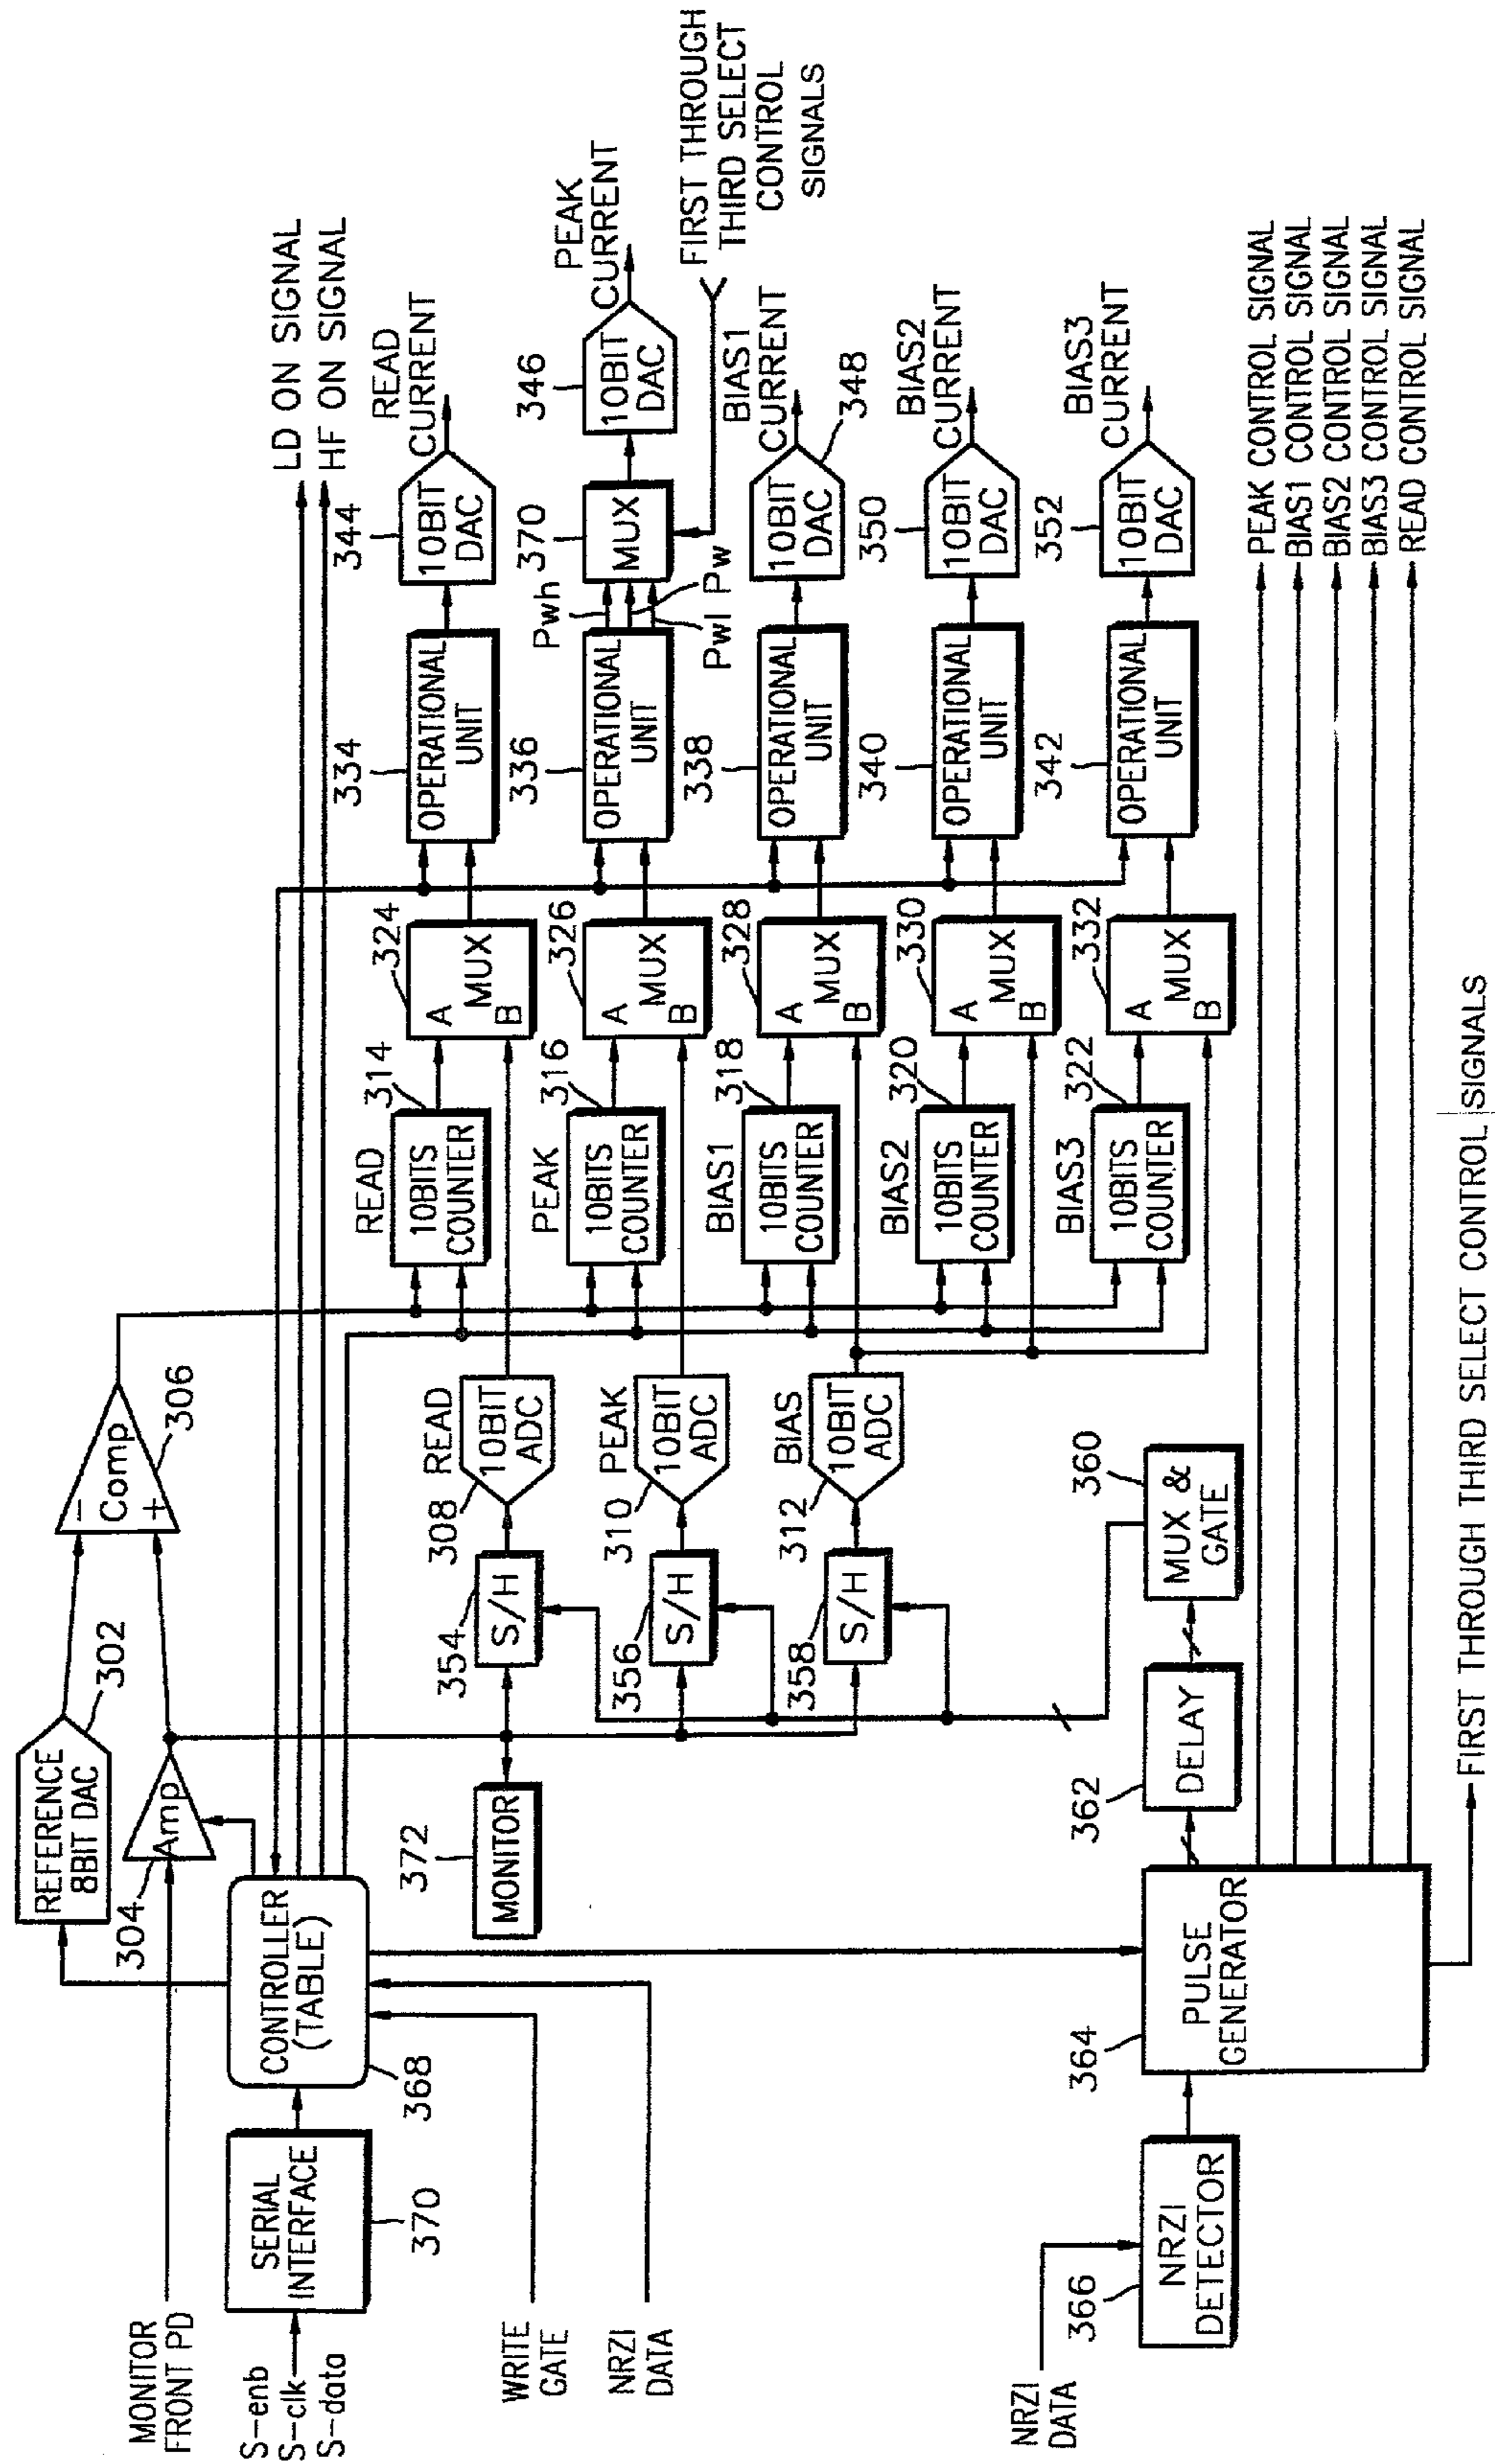 MONITOR
FRONT PD
S-enb
S-clk
S-data
WRITE
GATE
NRZI
DATA
NRZI
DATA
SERIAL
INTERFACE
370
CONTROLLER
(TABLE)
368
REFERENCE
8BIT DAC
302
Amp
304
Comp
-
+
306
MONITOR
372
S/H
354
S/H
356
S/H
358
READ
10BIT
ADC
308
PEAK
10BIT
ADC
310
BIAS
10BIT
ADC
312
NRZI
DETECTOR
366
PULSE
GENERATOR
364
DELAY
362
MUX &
GATE
360
READ
10BITS
COUNTER
314
PEAK
10BITS
COUNTER
316
BIAS1
10BITS
COUNTER
318
BIAS2
10BITS
COUNTER
320
BIAS3
10BITS
COUNTER
322
A
MUX
B
324
A
MUX
B
326
A
MUX
B
328
A
MUX
B
330
A
MUX
B
332
OPERATIONAL
UNIT
334
OPERATIONAL
UNIT
336
OPERATIONAL
UNIT
338
OPERATIONAL
UNIT
340
OPERATIONAL
UNIT
342
Pwh
Pw
Pwl
MUX
370
10BIT
DAC
344
10BIT
DAC
346
10BIT
DAC
348
10BIT
DAC
350
10BIT
DAC
352
LD ON SIGNAL
HF ON SIGNAL
READ
CURRENT
PEAK
CURRENT
FIRST THROUGH
THIRD SELECT
CONTROL
SIGNALS
BIAS1
CURRENT
BIAS2
CURRENT
BIAS3
CURRENT
PEAK CONTROL SIGNAL
BIAS1 CONTROL SIGNAL
BIAS2 CONTROL SIGNAL
BIAS3 CONTROL SIGNAL
READ CONTROL SIGNAL
FIRST THROUGH THIRD SELECT CONTROL SIGNALS